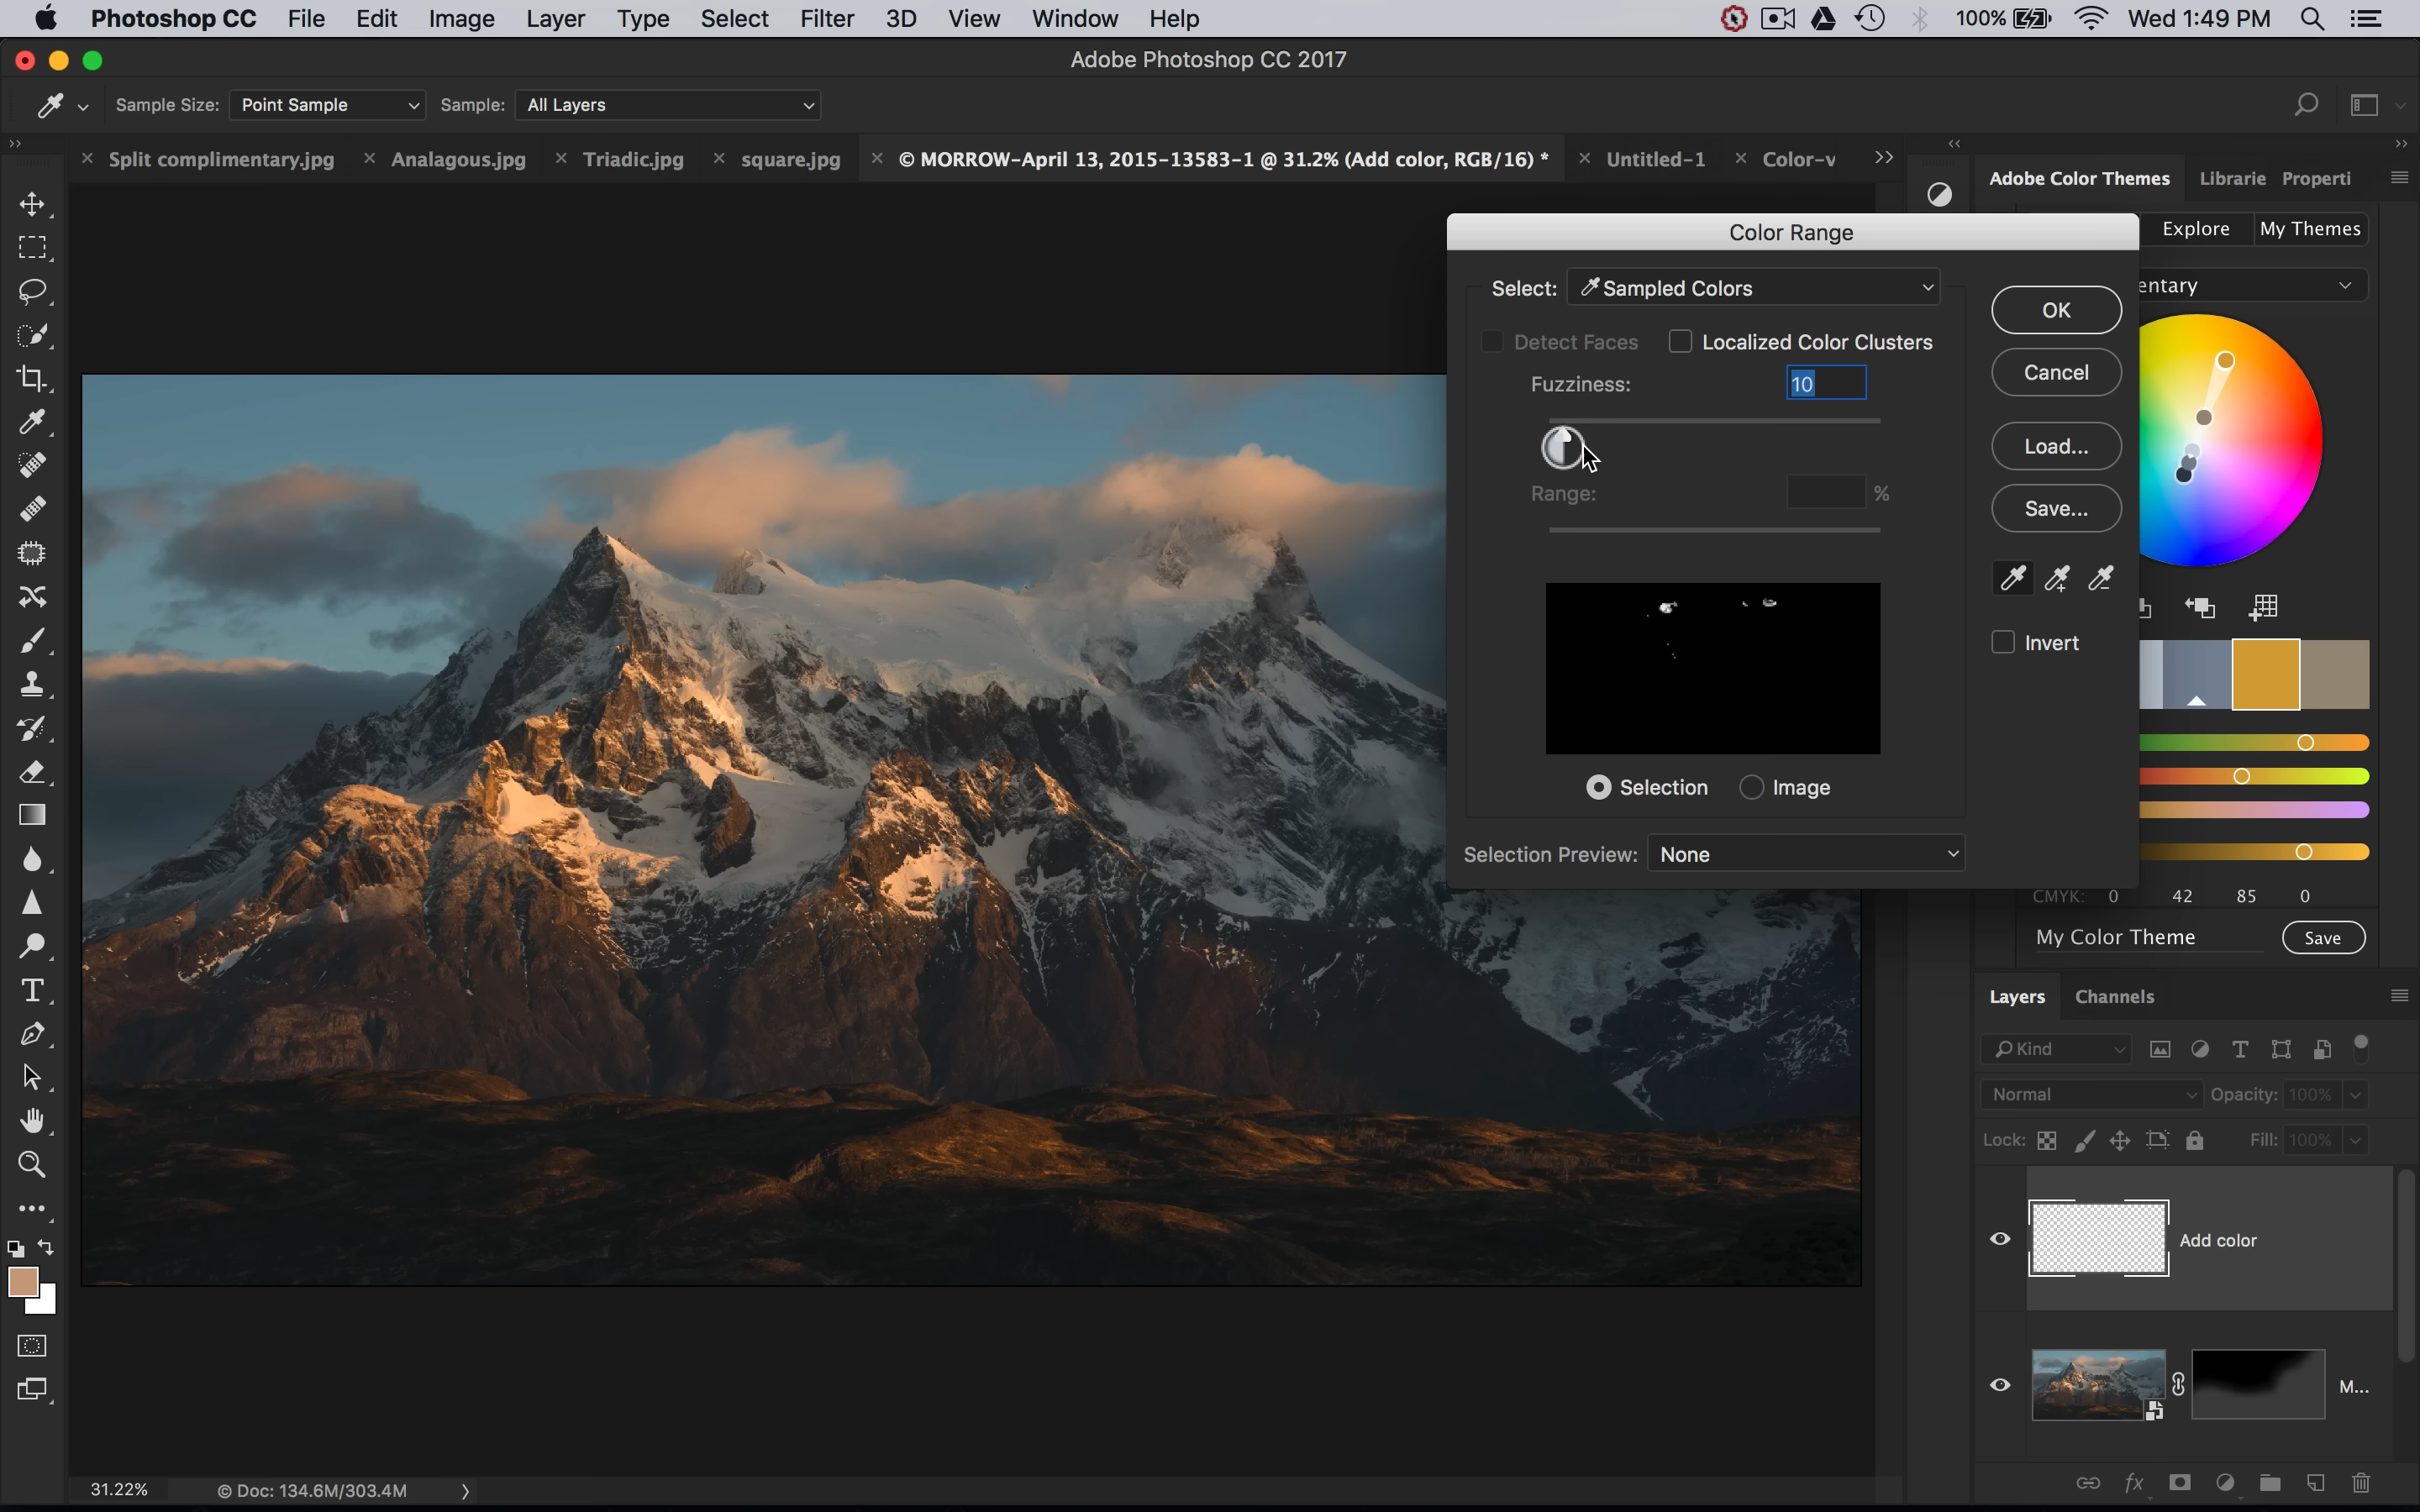 Photoshop CC File Edit Image Layer Type Select Filter 3D View Window Help 100% Wed 1:49 PM
Adobe Photoshop CC 2017
Sample Size: Point Sample Sample: All Layers
Split complimentary.jpg Analagous.jpg Triadic.jpg square.jpg © MORROW-April 13, 2015-13583-1 @ 31.2% (Add color, RGB/16) * Untitled-1 Color-v
Adobe Color Themes Librarie Properti
Color Range
Explore My Themes
Select: Sampled Colors
OK
entary
Detect Faces Localized Color Clusters
Cancel
Fuzziness: 10
Load...
Range: %
Save...
Invert
Selection Image
Selection Preview: None
CMYK: 0 42 85 0
My Color Theme Save
Layers Channels
Kind
Normal Opacity: 100%
Lock: Fill: 100%
Add color
M...
31.22% © Doc: 134.6M/303.4M